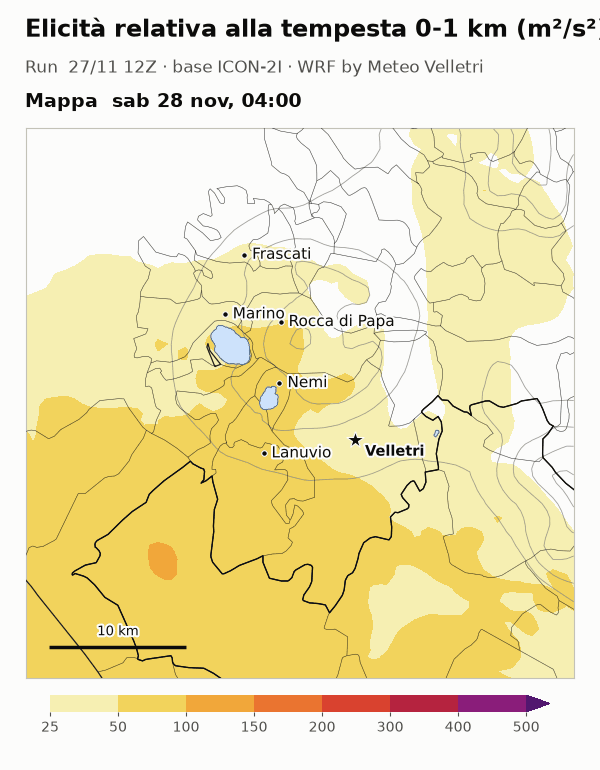 Elicità relativa alla tempesta 0-1 km (m²/s²)
Run 27/11 12Z · base ICON-2I · WRF by Meteo Velletri
Mappa sab 28 nov, 04:00
Frascati
Marino
Rocca di Papa
Nemi
Velletri
Lanuvio
10 km
25 50 100 150 200 300 400 500